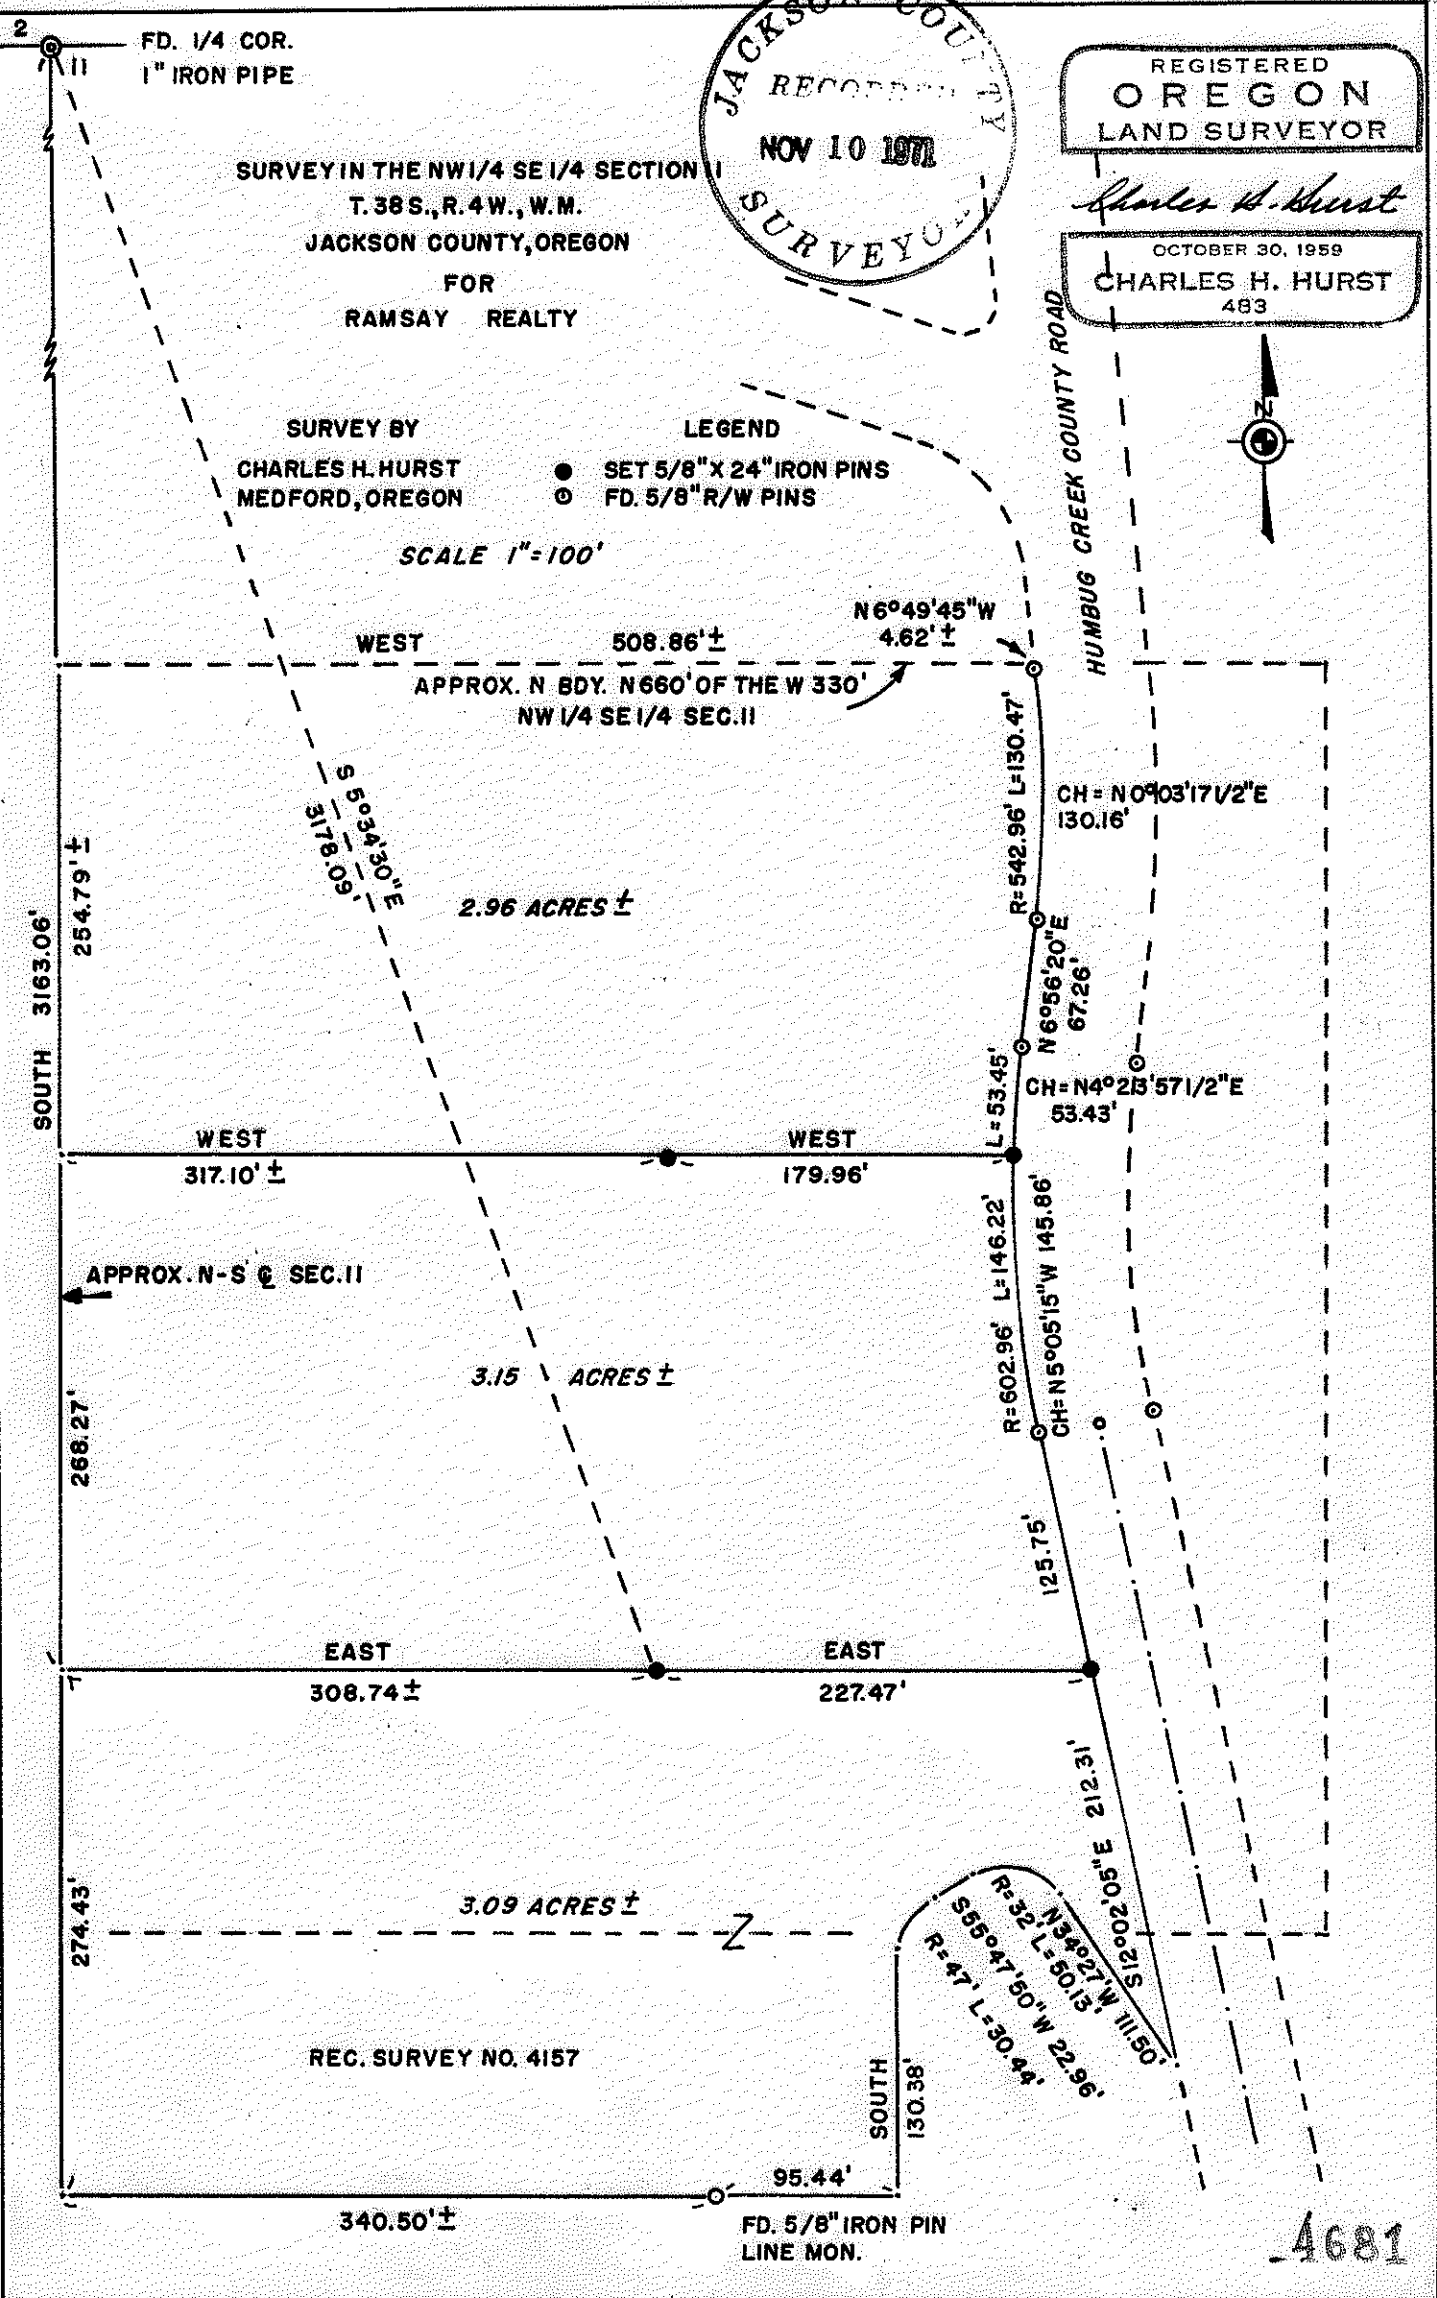 2
11
FD. 1/4 COR.
1" IRON PIPE
JACKSON COUNTY
RECORDED
NOV 10 1971
SURVEYOR
REGISTERED
OREGON
LAND SURVEYOR
Charles H. Hurst
OCTOBER 30, 1959
CHARLES H. HURST
483
SURVEY IN THE NW 1/4 SE 1/4 SECTION 11
T. 38 S., R. 4 W., W.M.
JACKSON COUNTY, OREGON
FOR
RAMSAY REALTY
SURVEY BY
CHARLES H. HURST
MEDFORD, OREGON
LEGEND
SET 5/8" X 24" IRON PINS
FD. 5/8" R/W PINS
SCALE 1"=100'
N
HUMBUG CREEK COUNTY ROAD
N 6°49'45" W
4.62' ±
WEST 508.86' ±
APPROX. N BDY. N 660' OF THE W 330'
NW 1/4 SE 1/4 SEC. 11
S 5°34'30" E
3178.09'
R=542.96' L=130.47'
CH = N 0°03'17 1/2" E
130.16'
254.79' ±
SOUTH 3163.06'
2.96 ACRES ±
N 6°56'20" E
67.26'
L=53.45'
CH=N4°23'57 1/2" E
53.43'
WEST
317.10' ±
WEST
179.96'
R=602.96' L=146.22'
CH=N5°05'15" W 145.86'
APPROX. N-S ℄ SEC. 11
3.15 ACRES ±
268.27'
125.75'
EAST
308.74 ±
EAST
227.47'
S12°02'05" E 212.31'
3.09 ACRES ±
274.43'
N34°27' W 111.50'
R=32' L=50.13'
S55°47'50" W 22.96'
R=47' L=30.44'
REC. SURVEY NO. 4157
SOUTH
130.38'
95.44'
340.50' ±
FD. 5/8" IRON PIN
LINE MON.
4681